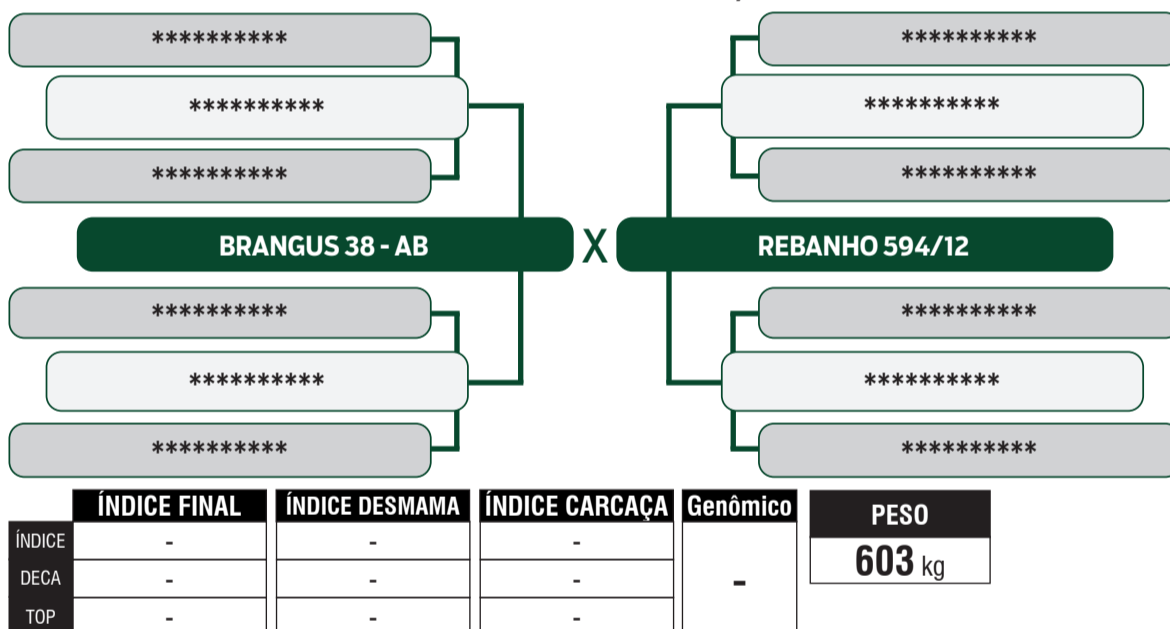 **********
**********
**********
**********
**********
**********
BRANGUS 38 - AB X REBANHO 594/12
**********
**********
**********
**********
**********
**********
ÍNDICE FINAL ÍNDICE DESMAMA ÍNDICE CARCAÇA Genômico PESO
ÍNDICE - - - 603 kg
DECA - - - -
TOP - - -